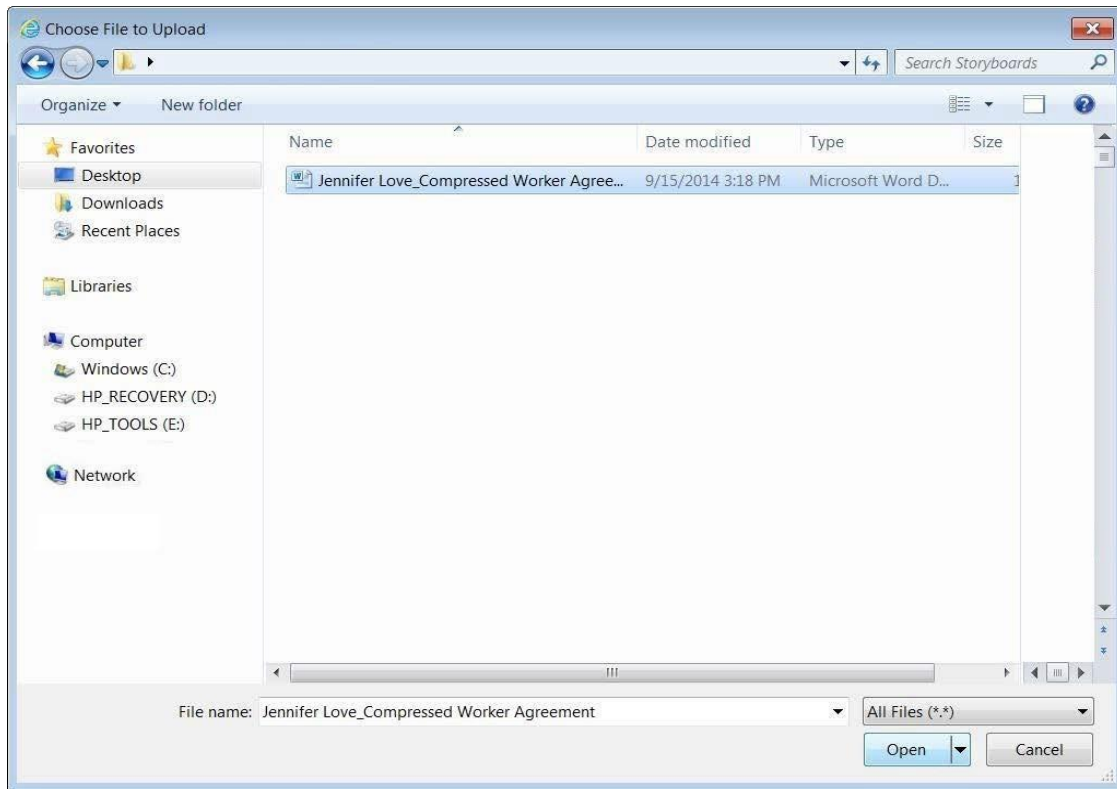 Choose File to Upload
Search Storyboards
Organize New folder
Name Date modified Type Size
Favorites
Desktop
Downloads
Recent Places
Libraries
Computer
Windows (C:)
HP_RECOVERY (D:)
HP_TOOLS (E:)
Network
Jennifer Love_Compressed Worker Agree... 9/15/2014 3:18 PM Microsoft Word D... 1
File name: Jennifer Love_Compressed Worker Agreement All Files (*.*)
Open Cancel